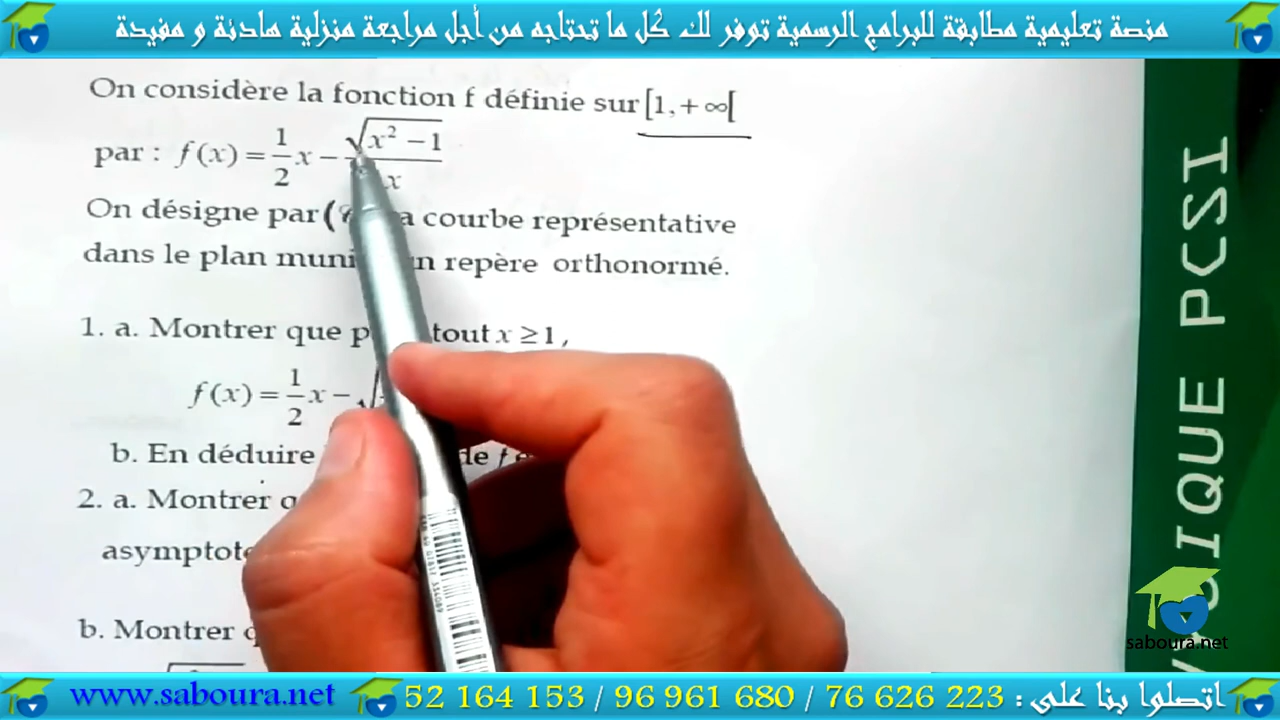 منصة تعليمية مطابقة للبرامج الرسمية توفر لك كل ما تحتاجه من أجل مراجعة منزلية هادئة و مفيدة
On considère la fonction f définie sur [1, + ∞[
par : f(x) = 1/2 x − √(x² − 1)/x
On désigne par ( a courbe représentative
dans le plan muni n repère orthonormé.
1. a. Montrer que p tout x ≥ 1,
f(x) = 1/2 x − √
b. En déduire de f
2. a. Montrer q
asymptot
b. Montrer q
IQUE PCSI
saboura.net
www.saboura.net 52 164 153 / 96 961 680 / 76 626 223 : اتصلوا بنا على